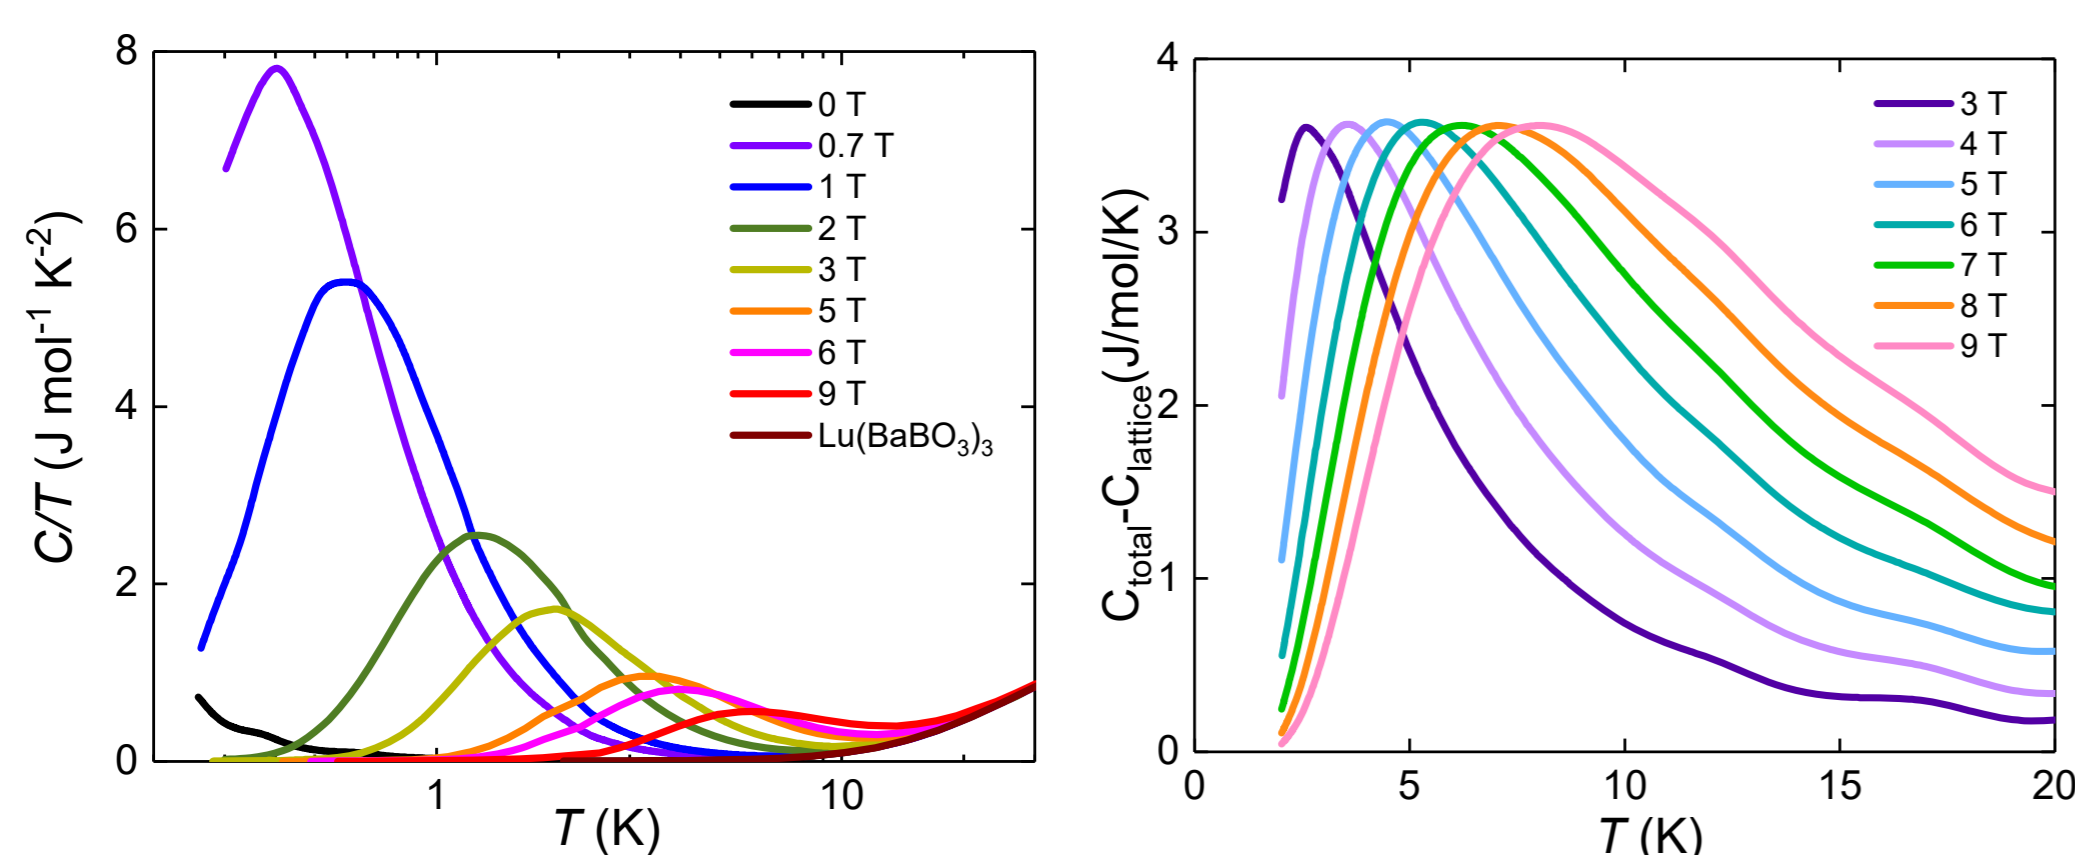 C/T (J mol⁻¹ K⁻²)
8
6
4
2
0
0 T
0.7 T
1 T
2 T
3 T
5 T
6 T
9 T
Lu(BaBO₃)₃
1
10
T (K)
C_total-C_lattice(J/mol/K)
4
3
2
1
0
3 T
4 T
5 T
6 T
7 T
8 T
9 T
0
5
10
15
20
T (K)